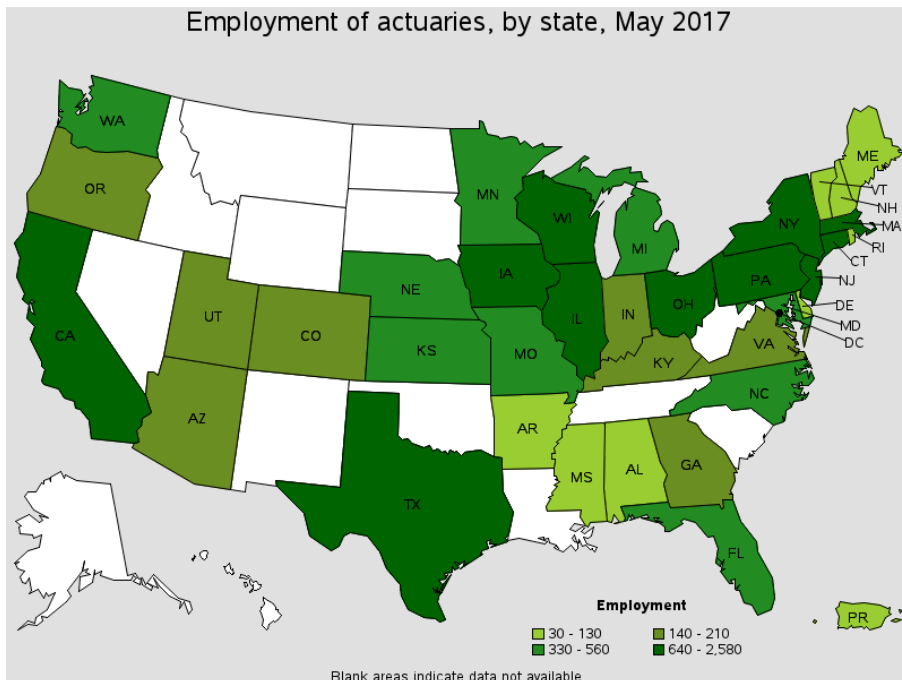 Employment of actuaries, by state, May 2017
WA
ME
MN
VT
OR
NH
WI
NY
MA
MI
RI
CT
IA
PA
NJ
NE
OH
IL
IN
DE
UT
CO
MD
CA
VA
DC
KS
MO
KY
NC
AZ
AR
GA
MS
AL
TX
FL
Employment
PR
30 - 130 140 - 210
330 - 560 640 - 2,580
Blank areas indicate data not available